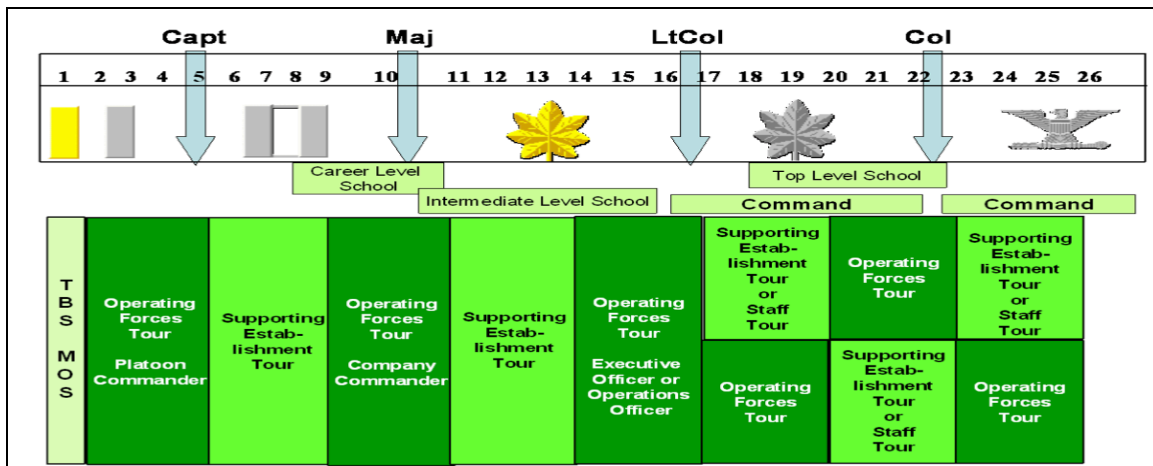 Capt Maj LtCol Col
1 2 3 4 5 6 7 8 9 10 11 12 13 14 15 16 17 18 19 20 21 22 23 24 25 26
Career Level
School
Top Level School
Intermediate Level School
Command
Command
T
B
S
M
O
S
Operating
Forces
Tour
Platoon
Commander
Supporting
Estab-
lishment
Tour
Operating
Forces
Tour
Company
Commander
Supporting
Estab-
lishment
Tour
Operating
Forces
Tour
Executive
Officer or
Operations
Officer
Supporting
Estab-
lishment
Tour
or
Staff
Tour
Operating
Forces
Tour
Supporting
Estab-
lishment
Tour
or
Staff
Tour
Operating
Forces
Tour
Supporting
Estab-
lishment
Tour
or
Staff
Tour
Operating
Forces
Tour